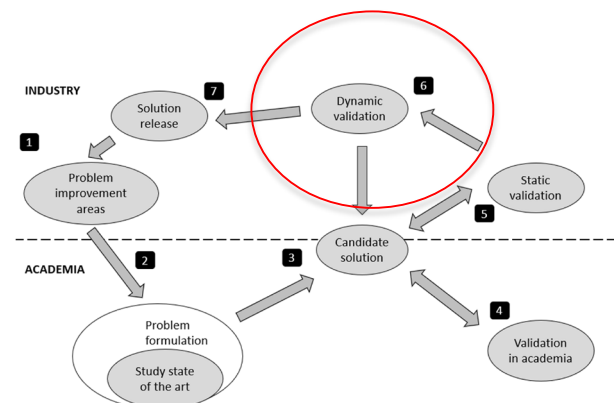 INDUSTRY
7
Solution
release
6
Dynamic
validation
1
Problem
improvement
areas
Static
validation
5
ACADEMIA
2
3
Candidate
solution
4
Problem
formulation
Study state
of the art
Validation
in academia